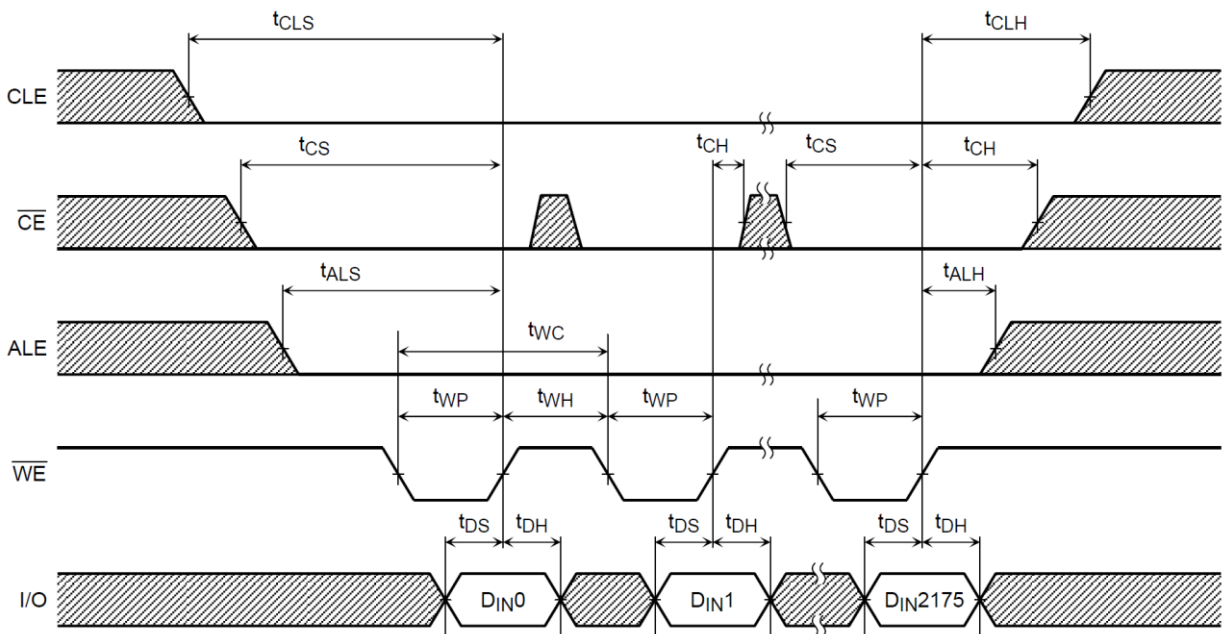 tCLS tCLH
CLE
tCS tCH tCS tCH
CE
tALS tALH
ALE
tWC
tWP tWH tWP tWP
WE
tDS tDH tDS tDH tDS tDH
I/O DIN0 DIN1 DIN2175